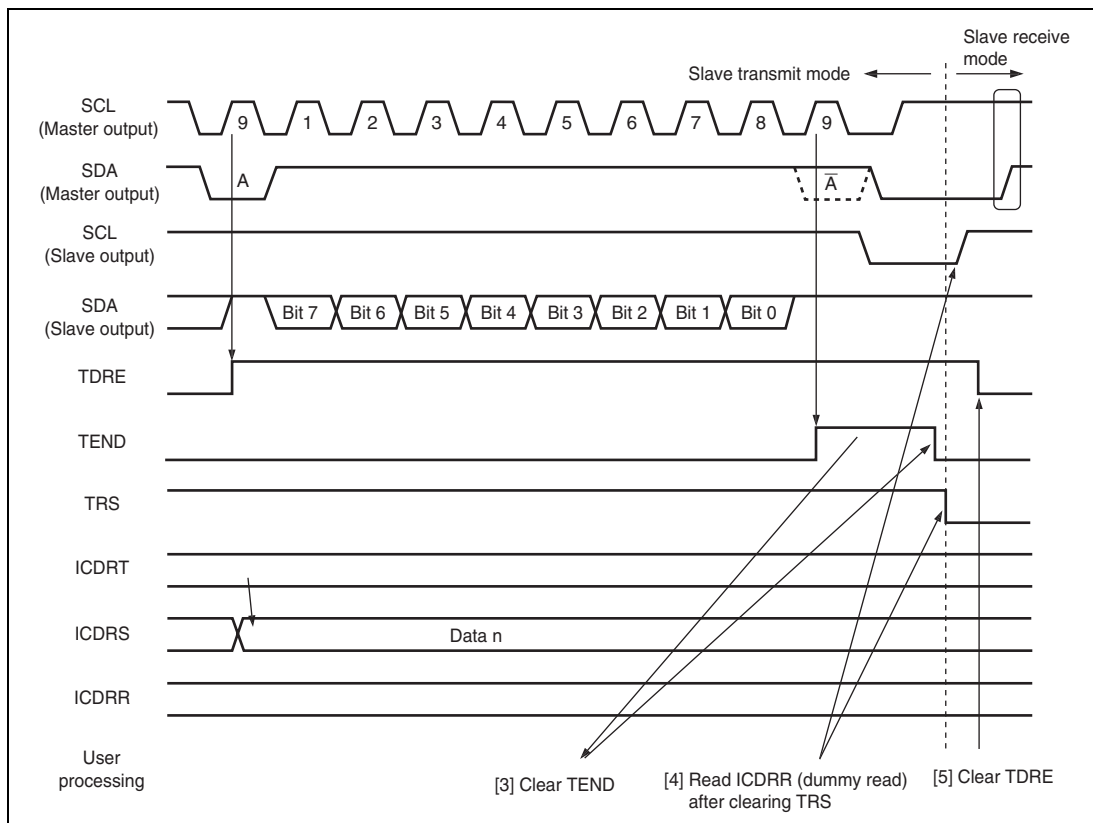 Slave receive
mode
Slave transmit mode
SCL
(Master output)
9 1 2 3 4 5 6 7 8 9
SDA
(Master output)
A A̅
SCL
(Slave output)
SDA
(Slave output)
Bit 7 Bit 6 Bit 5 Bit 4 Bit 3 Bit 2 Bit 1 Bit 0
TDRE
TEND
TRS
ICDRT
ICDRS
Data n
ICDRR
User
processing
[3] Clear TEND
[4] Read ICDRR (dummy read)
after clearing TRS
[5] Clear TDRE